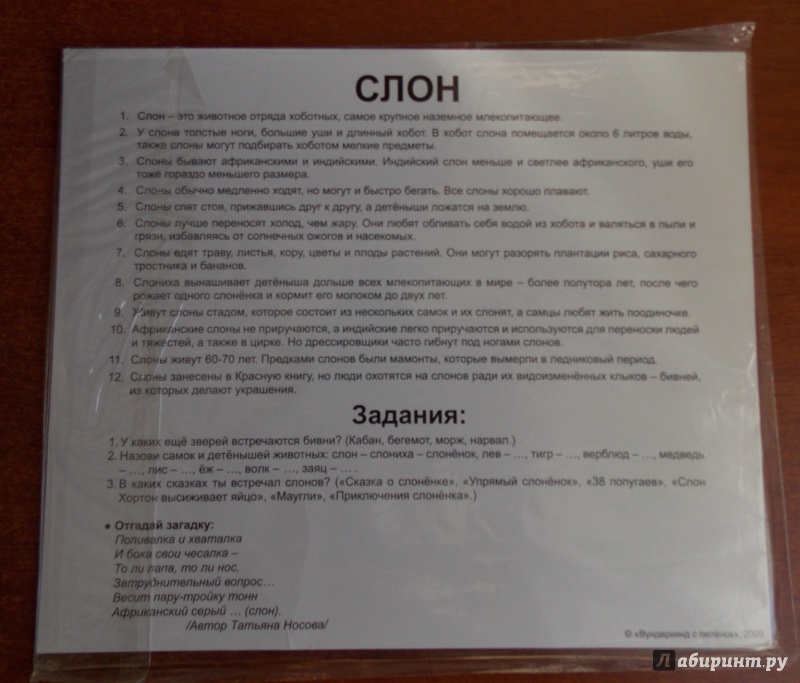 СЛОН
1. Слон – это животное отряда хоботных, самое крупное наземное млекопитающее.
2. У слона толстые ноги, большие уши и длинный хобот. В хобот слона помещается около 6 литров воды,
также слоны могут подбирать хоботом мелкие предметы.
3. Слоны бывают африканскими и индийскими. Индийский слон меньше и светлее африканского, уши его
тоже гораздо меньшего размера.
4. Слоны обычно медленно ходят, но могут и быстро бегать. Все слоны хорошо плавают.
5. Слоны спят стоя, прижавшись друг к другу, а детёныши ложатся на землю.
6. Слоны лучше переносят холод, чем жару. Они любят обливать себя водой из хобота и валяться в пыли и
грязи, избавляясь от солнечных ожогов и насекомых.
7. Слоны едят траву, листья, кору, цветы и плоды растений. Они могут разорять плантации риса, сахарного
тростника и бананов.
8. Слониха вынашивает детёныша дольше всех млекопитающих в мире – более полутора лет, после чего
рожает одного слонёнка и кормит его молоком до двух лет.
9. Живут слоны стадом, которое состоит из нескольких самок и их слонят, а самцы любят жить поодиночке.
10. Африканские слоны не приручаются, а индийские легко приручаются и используются для переноски людей
и тяжестей, а также в цирке. Но дрессировщики часто гибнут под ногами слонов.
11. Слоны живут 60-70 лет. Предками слонов были мамонты, которые вымерли в ледниковый период.
12. Слоны занесены в Красную книгу, но люди охотятся на слонов ради их видоизменённых клыков – бивней,
из которых делают украшения.
Задания:
1. У каких ещё зверей встречаются бивни? (Кабан, бегемот, морж, нарвал.)
2. Назови самок и детёнышей животных: слон – слониха – слонёнок, лев – …, тигр – …, верблюд – …, медведь
– …, лис – …, ёж – …, волк – …, заяц – … .
3. В каких сказках ты встречал слонов? («Сказка о слонёнке», «Упрямый слонёнок», «38 попугаев», «Слон
Хортон высиживает яйцо», «Маугли», «Приключения слонёнка».)
• Отгадай загадку:
Поливалка и хваталка
И бока свои чесалка –
То ли лапа, то ли нос,
Затруднительный вопрос…
Весит пару-тройку тонн
Африканский серый … (слон).
/Автор Татьяна Носова/
© «Вундеркинд с пелёнок», 2009
Лабиринт.ру